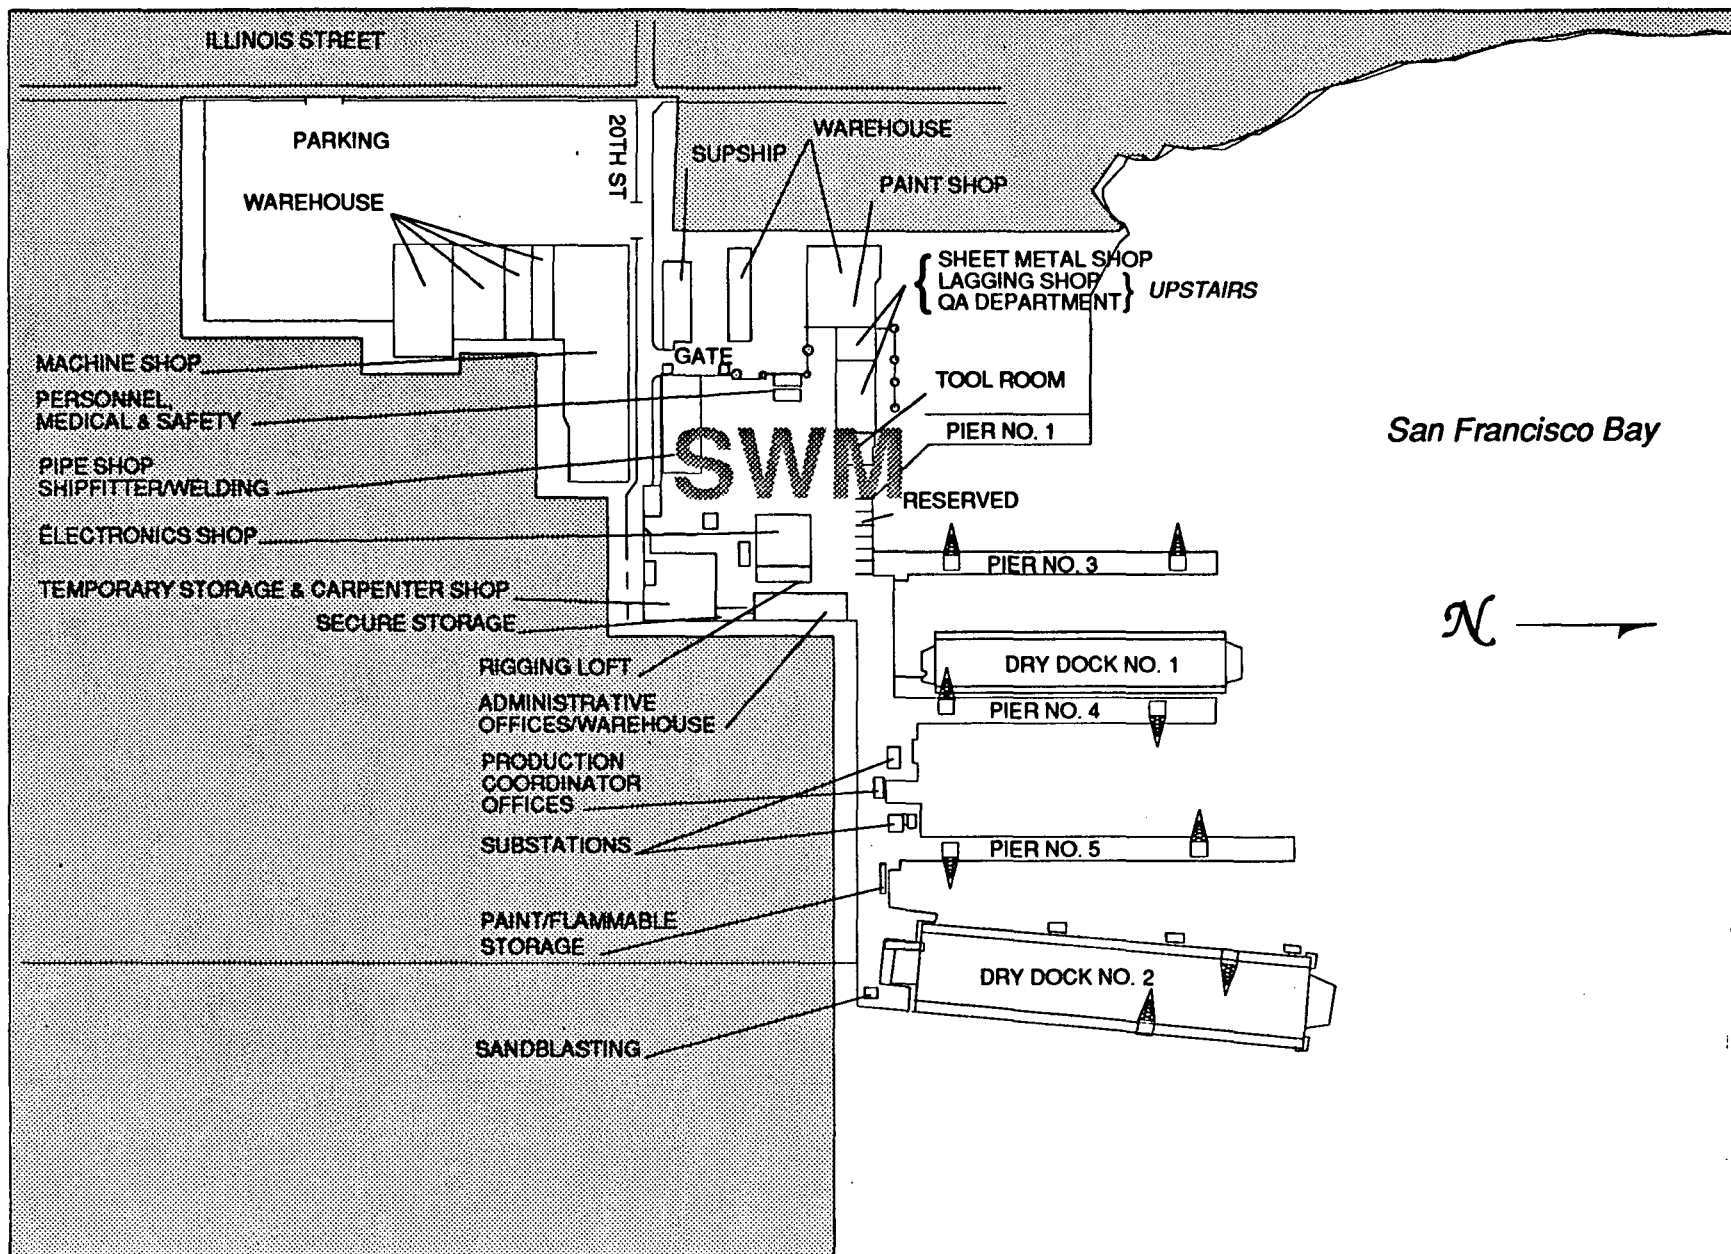 ILLINOIS STREET
PARKING
20TH ST
WAREHOUSE
SUPSHIP
WAREHOUSE
PAINT SHOP
SHEET METAL SHOP
LAGGING SHOP
QA DEPARTMENT
UPSTAIRS
MACHINE SHOP
GATE
PERSONNEL,
MEDICAL & SAFETY
TOOL ROOM
PIER NO. 1
San Francisco Bay
SWM
PIPE SHOP
SHIPFITTER/WELDING
RESERVED
ELECTRONICS SHOP
PIER NO. 3
TEMPORARY STORAGE & CARPENTER SHOP
SECURE STORAGE
N
RIGGING LOFT
DRY DOCK NO. 1
ADMINISTRATIVE
OFFICES/WAREHOUSE
PIER NO. 4
PRODUCTION
COORDINATOR
OFFICES
SUBSTATIONS
PIER NO. 5
PAINT/FLAMMABLE
STORAGE
DRY DOCK NO. 2
SANDBLASTING